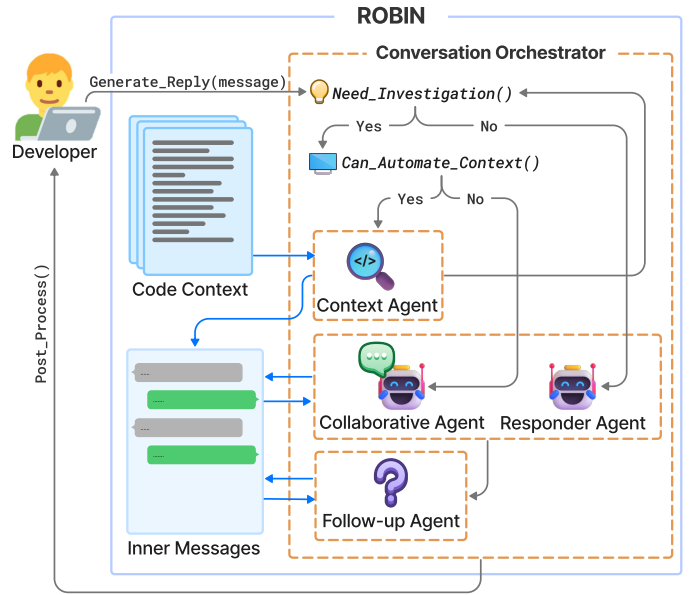 ROBIN
Conversation Orchestrator
Generate_Reply(message)
Need_Investigation()
Yes
No
Developer
Can_Automate_Context()
Yes
No
</>
Code Context
Context Agent
Post_Process()
Collaborative Agent
Responder Agent
Follow-up Agent
Inner Messages